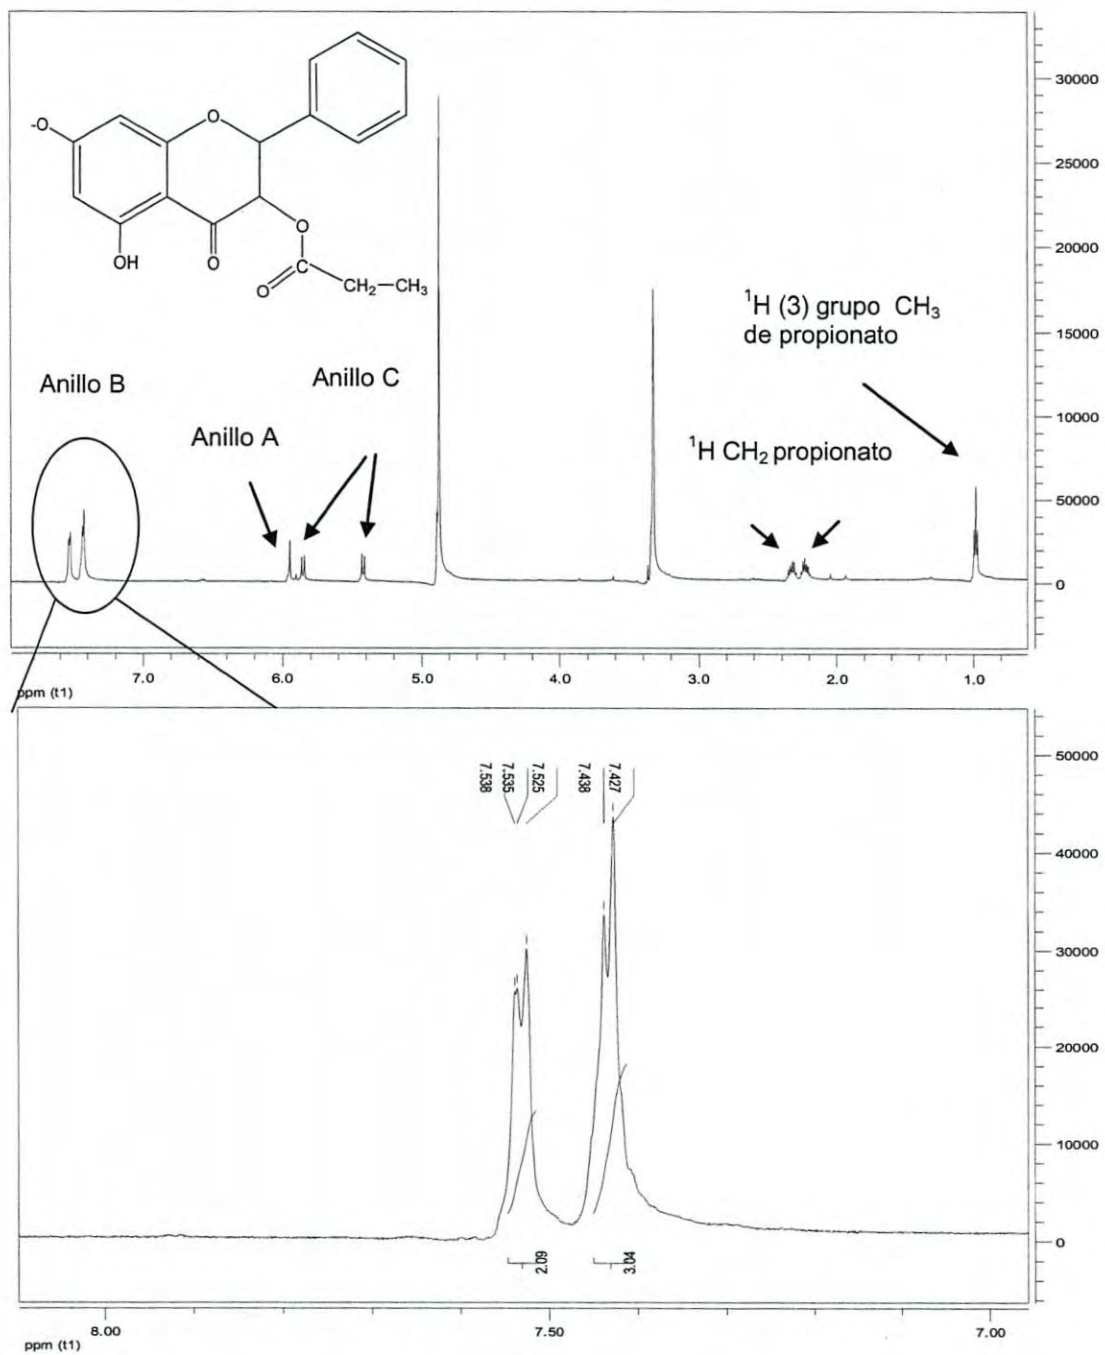 -O
O
OH
O
O
O
C
CH₂-CH₃
Anillo B
Anillo A
Anillo C
¹H (3) grupo CH₃
de propionato
¹H CH₂ propionato
30000
25000
20000
15000
10000
50000
0
7.0 6.0 5.0 4.0 3.0 2.0 1.0
ppm (t1)
7.538
7.535
7.525
7.438
7.427
50000
40000
30000
20000
10000
0
2.09
3.04
8.00 7.50 7.00
ppm (t1)